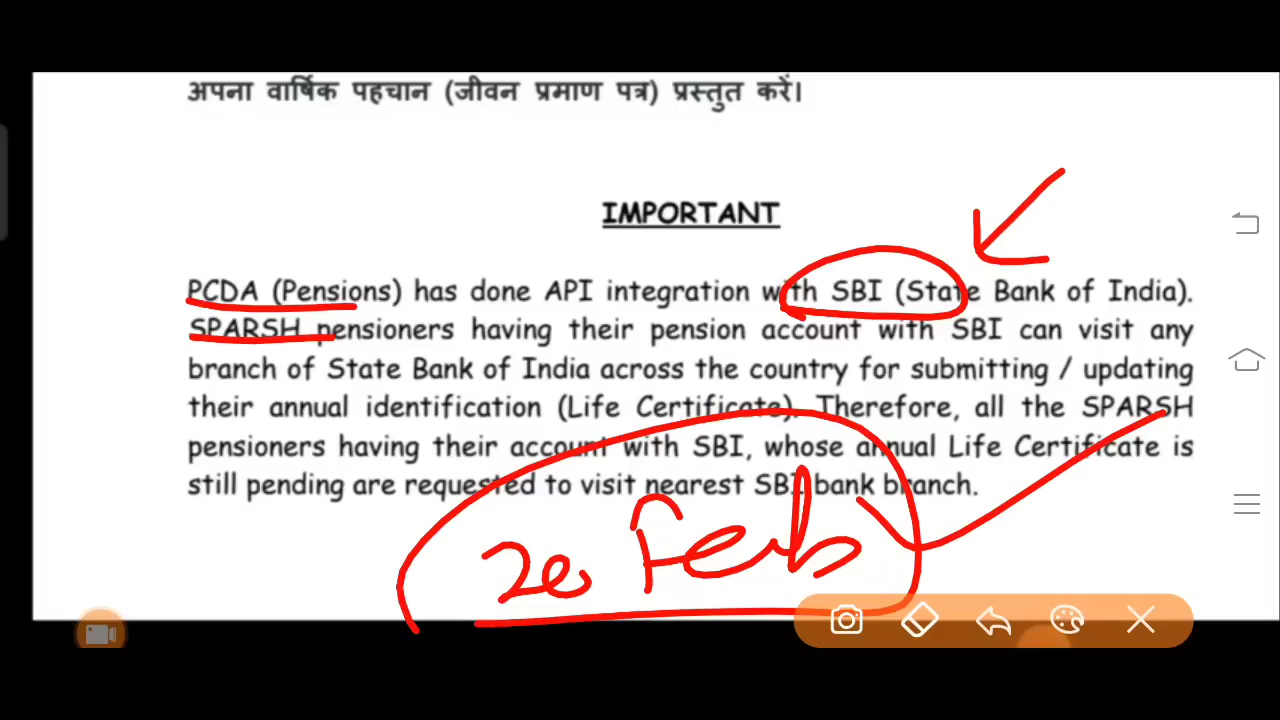 अपना वार्षिक पहचान (जीवन प्रमाण पत्र) प्रस्तुत करें।
IMPORTANT
PCDA (Pensions) has done API integration with SBI (State Bank of India).
SPARSH pensioners having their pension account with SBI can visit any
branch of State Bank of India across the country for submitting / updating
their annual identification (Life Certificate). Therefore, all the SPARSH
pensioners having their account with SBI, whose annual Life Certificate is
still pending are requested to visit nearest SBI bank branch.
20 Feb